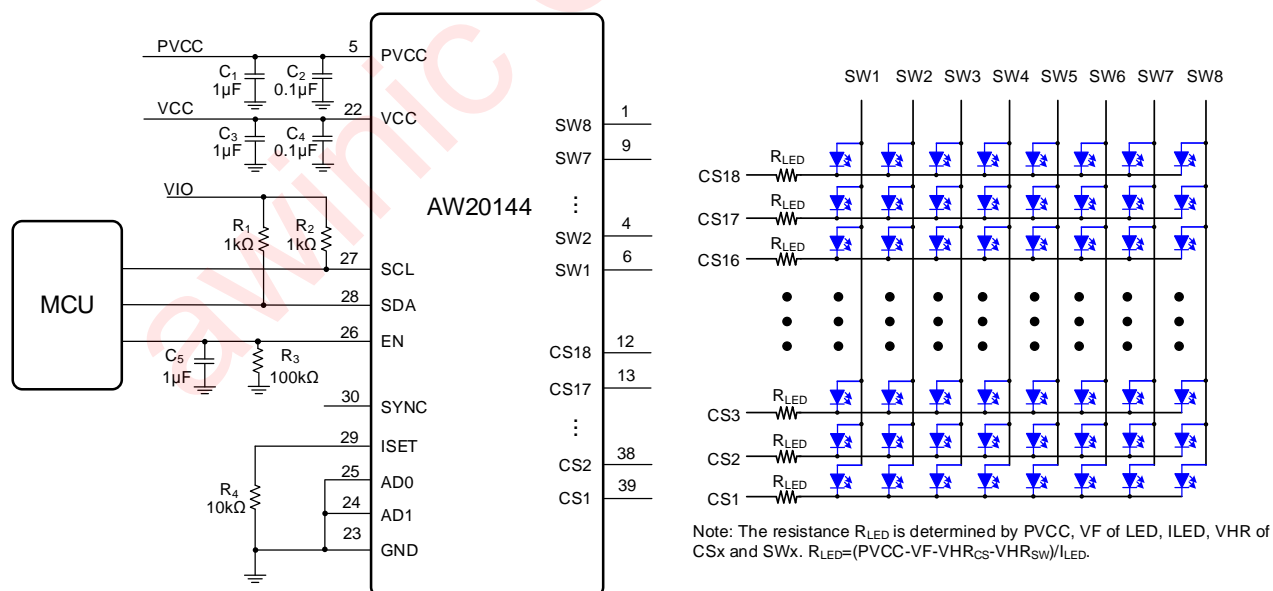 PVCC
5
PVCC
C1
1μF
C2
0.1μF
VCC
22
VCC
C3
1μF
C4
0.1μF
VIO
R1
1kΩ
R2
1kΩ
27
SCL
28
SDA
26
EN
MCU
C5
1μF
R3
100kΩ
30
SYNC
29
ISET
R4
10kΩ
25
AD0
24
AD1
23
GND
AW20144
1
SW8
9
SW7
4
SW2
6
SW1
12
CS18
13
CS17
38
CS2
39
CS1
SW1 SW2 SW3 SW4 SW5 SW6 SW7 SW8
RLED
CS18
RLED
CS17
RLED
CS16
RLED
CS3
RLED
CS2
RLED
CS1
Note: The resistance RLED is determined by PVCC, VF of LED, ILED, VHR of
CSx and SWx. RLED=(PVCC-VF-VHRCS-VHRSW)/ILED.
awinic